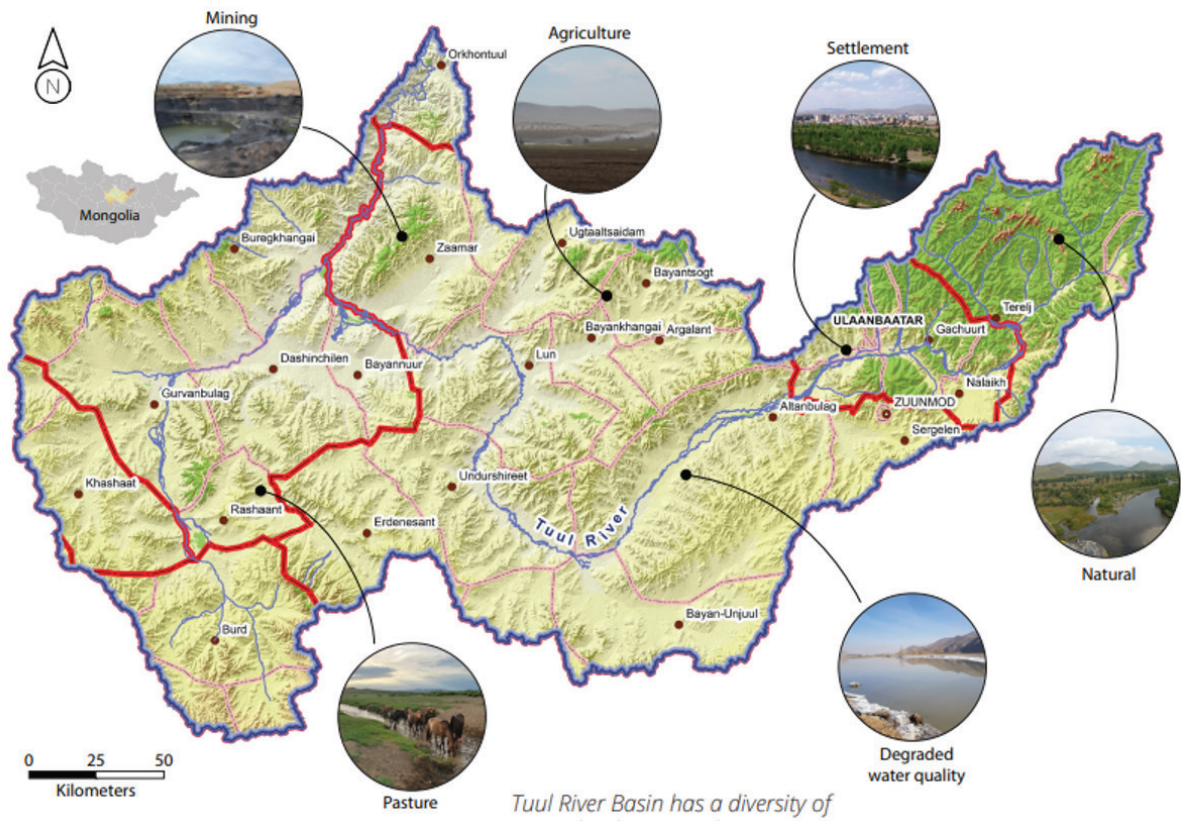 Mining
Agriculture
Settlement
N
Mongolia
Orkhontuul
Buregkhangai
Zaamar
Ugtaaltsaidam
Bayantsogt
Bayankhangai
Argalant
ULAANBAATAR
Terelj
Gachuurt
Nalaikh
ZUUNMOD
Altanbulag
Sergelen
Dashinchilen
Bayannuur
Lun
Gurvanbulag
Khashaat
Rashaant
Undurshireet
Erdenesant
Tuul River
Burd
Bayan-Unjuul
Natural
Degraded
water quality
Pasture
0 25 50
Kilometers
Tuul River Basin has a diversity of